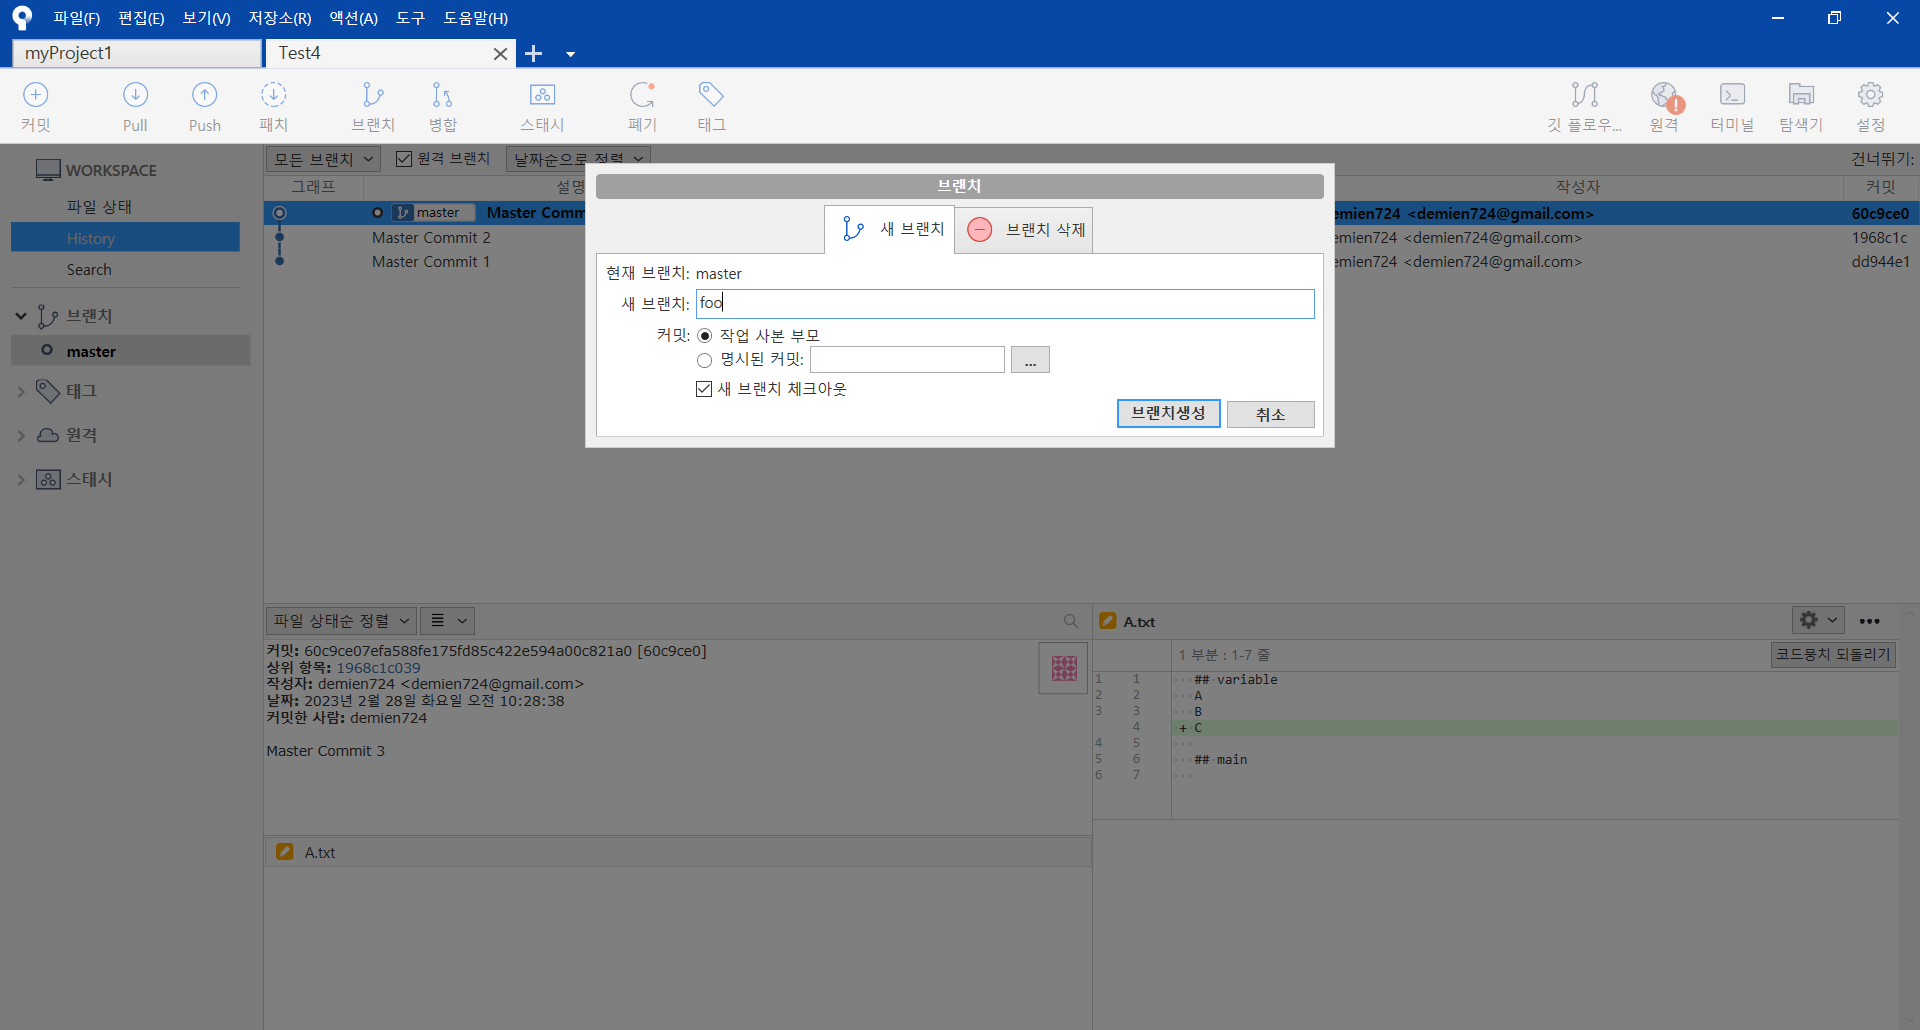 파일(F) 편집(E) 보기(V) 저장소(R) 액션(A) 도구 도움말(H)
myProject1 Test4
커밋 Pull Push 패치 브랜치 병합 스태시 폐기 태그 깃 플로우... 원격 터미널 탐색기 설정
WORKSPACE
파일 상태
History
Search
브랜치
master
태그
원격
스태시
모든 브랜치 원격 브랜치 날짜순으로 정렬 건너뛰기:
그래프 설명 작성자 커밋
master Master Comm emien724 <demien724@gmail.com> 60c9ce0
Master Commit 2 emien724 <demien724@gmail.com> 1968c1c
Master Commit 1 emien724 <demien724@gmail.com> dd944e1
브랜치
새 브랜치 브랜치 삭제
현재 브랜치: master
새 브랜치: foo
커밋: 작업 사본 부모
명시된 커밋: ...
새 브랜치 체크아웃
브랜치생성 취소
파일 상태순 정렬
커밋: 60c9ce07efa588fe175fd85c422e594a00c821a0 [60c9ce0]
상위 항목: 1968c1c039
작성자: demien724 <demien724@gmail.com>
날짜: 2023년 2월 28일 화요일 오전 10:28:38
커밋한 사람: demien724
Master Commit 3
A.txt
A.txt
1 부분 : 1-7 줄 코드뭉치 되돌리기
1 1 ## variable
2 2 A
3 3 B
4 + C
4 5
5 6 ## main
6 7